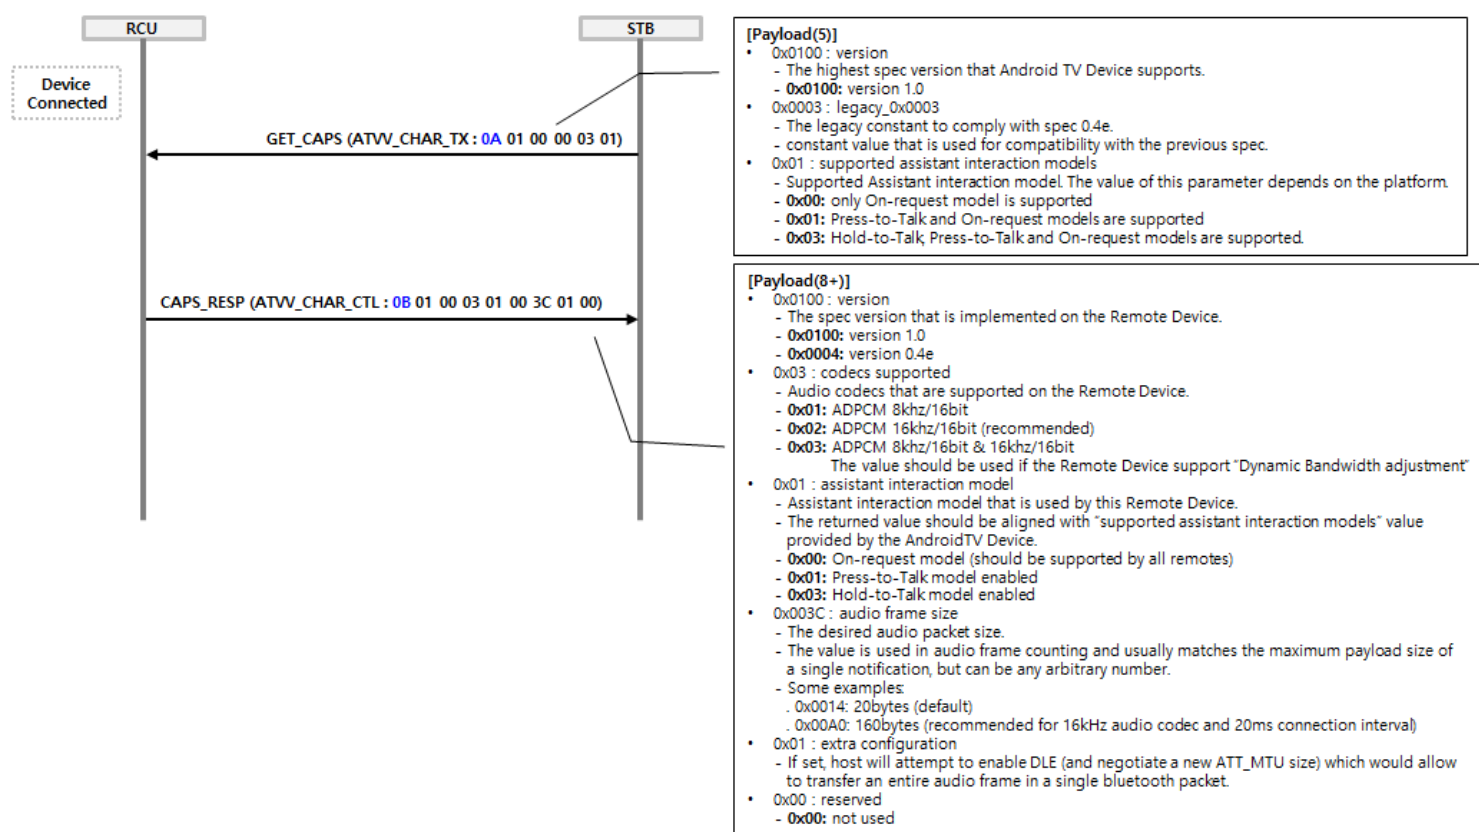 RCU
STB
Device
Connected
GET_CAPS (ATVV_CHAR_TX : 0A 01 00 00 03 01)
CAPS_RESP (ATVV_CHAR_CTL : 0B 01 00 03 01 00 3C 01 00)
[Payload(5)]
• 0x0100 : version
- The highest spec version that Android TV Device supports.
- 0x0100: version 1.0
• 0x0003 : legacy_0x0003
- The legacy constant to comply with spec 0.4e.
- constant value that is used for compatibility with the previous spec.
• 0x01 : supported assistant interaction models
- Supported Assistant interaction model. The value of this parameter depends on the platform.
- 0x00: only On-request model is supported
- 0x01: Press-to-Talk and On-request models are supported
- 0x03: Hold-to-Talk, Press-to-Talk and On-request models are supported.
[Payload(8+)]
• 0x0100 : version
- The spec version that is implemented on the Remote Device.
- 0x0100: version 1.0
- 0x0004: version 0.4e
• 0x03 : codecs supported
- Audio codecs that are supported on the Remote Device.
- 0x01: ADPCM 8khz/16bit
- 0x02: ADPCM 16khz/16bit (recommended)
- 0x03: ADPCM 8khz/16bit & 16khz/16bit
The value should be used if the Remote Device support "Dynamic Bandwidth adjustment"
• 0x01 : assistant interaction model
- Assistant interaction model that is used by this Remote Device.
- The returned value should be aligned with "supported assistant interaction models" value
provided by the AndroidTV Device.
- 0x00: On-request model (should be supported by all remotes)
- 0x01: Press-to-Talk model enabled
- 0x03: Hold-to-Talk model enabled
• 0x003C : audio frame size
- The desired audio packet size.
- The value is used in audio frame counting and usually matches the maximum payload size of
a single notification, but can be any arbitrary number.
- Some examples:
. 0x0014: 20bytes (default)
. 0x00A0: 160bytes (recommended for 16kHz audio codec and 20ms connection interval)
• 0x01 : extra configuration
- If set, host will attempt to enable DLE (and negotiate a new ATT_MTU size) which would allow
to transfer an entire audio frame in a single bluetooth packet.
• 0x00 : reserved
- 0x00: not used